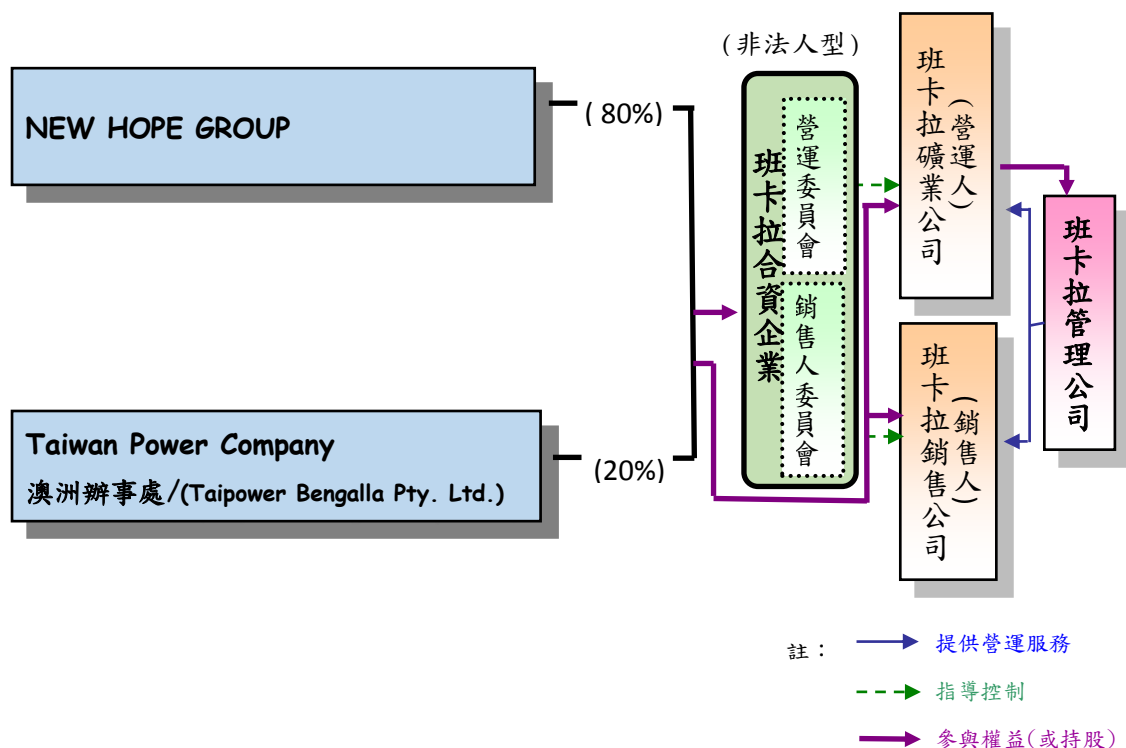 (非法人型)
NEW HOPE GROUP
( 80%)
Taiwan Power Company
澳洲辦事處/(Taipower Bengalla Pty. Ltd.)
(20%)
班卡拉合資企業
營運委員會
銷售人委員會
班卡拉礦業公司
(營運人)
班卡拉銷售公司
(銷售人)
班卡拉管理公司
註：
提供營運服務
指導控制
參與權益(或持股)